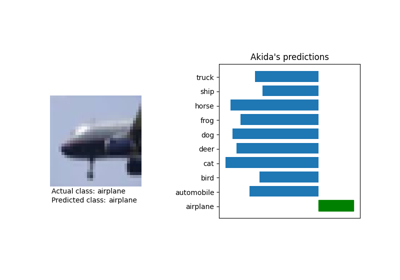 Akida's predictions
truck
ship
horse
frog
dog
deer
cat
bird
automobile
airplane
Actual class: airplane
Predicted class: airplane